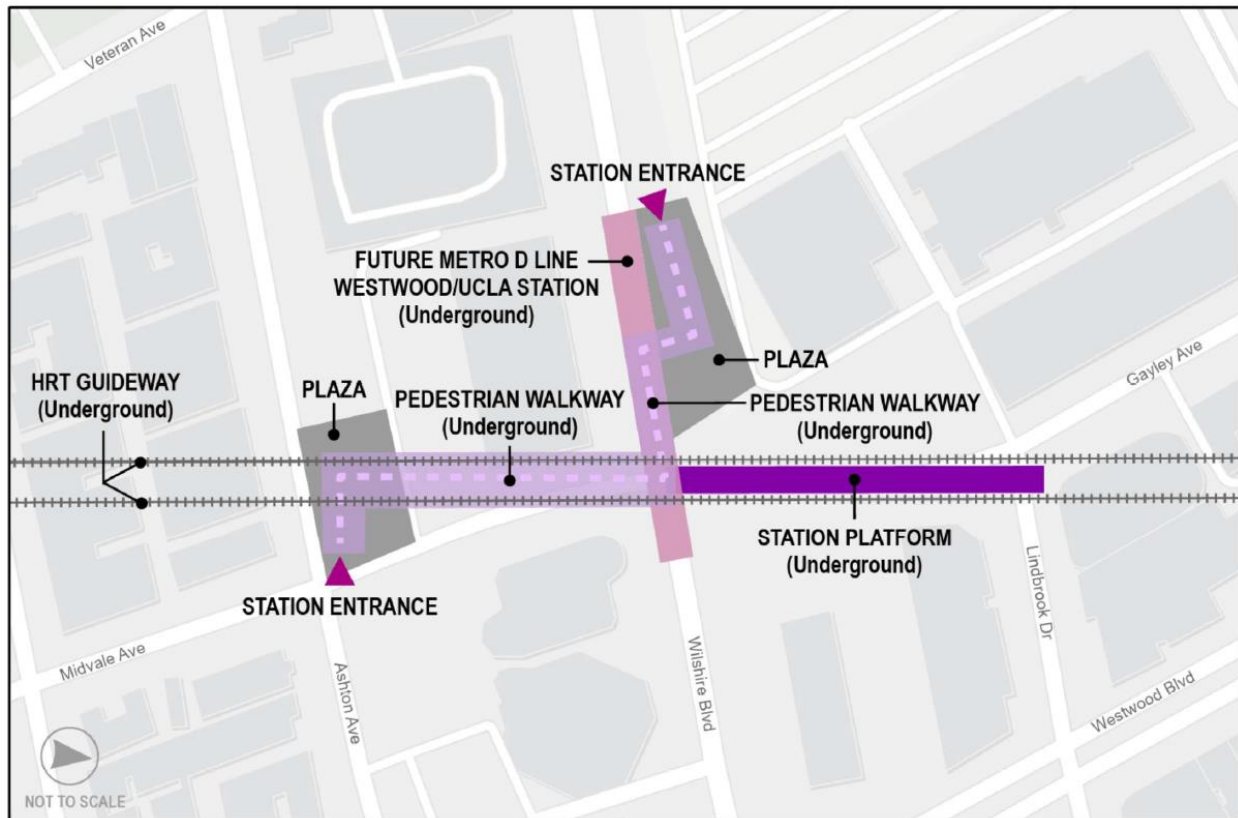 Veteran Ave
STATION ENTRANCE
FUTURE METRO D LINE
WESTWOOD/UCLA STATION
(Underground)
HRT GUIDEWAY
(Underground)
PLAZA
PEDESTRIAN WALKWAY
(Underground)
PLAZA
PEDESTRIAN WALKWAY
(Underground)
Gayley Ave
STATION PLATFORM
(Underground)
STATION ENTRANCE
Midvale Ave
Ashton Ave
Wilshire Blvd
Lindbrook Dr
Westwood Blvd
NOT TO SCALE